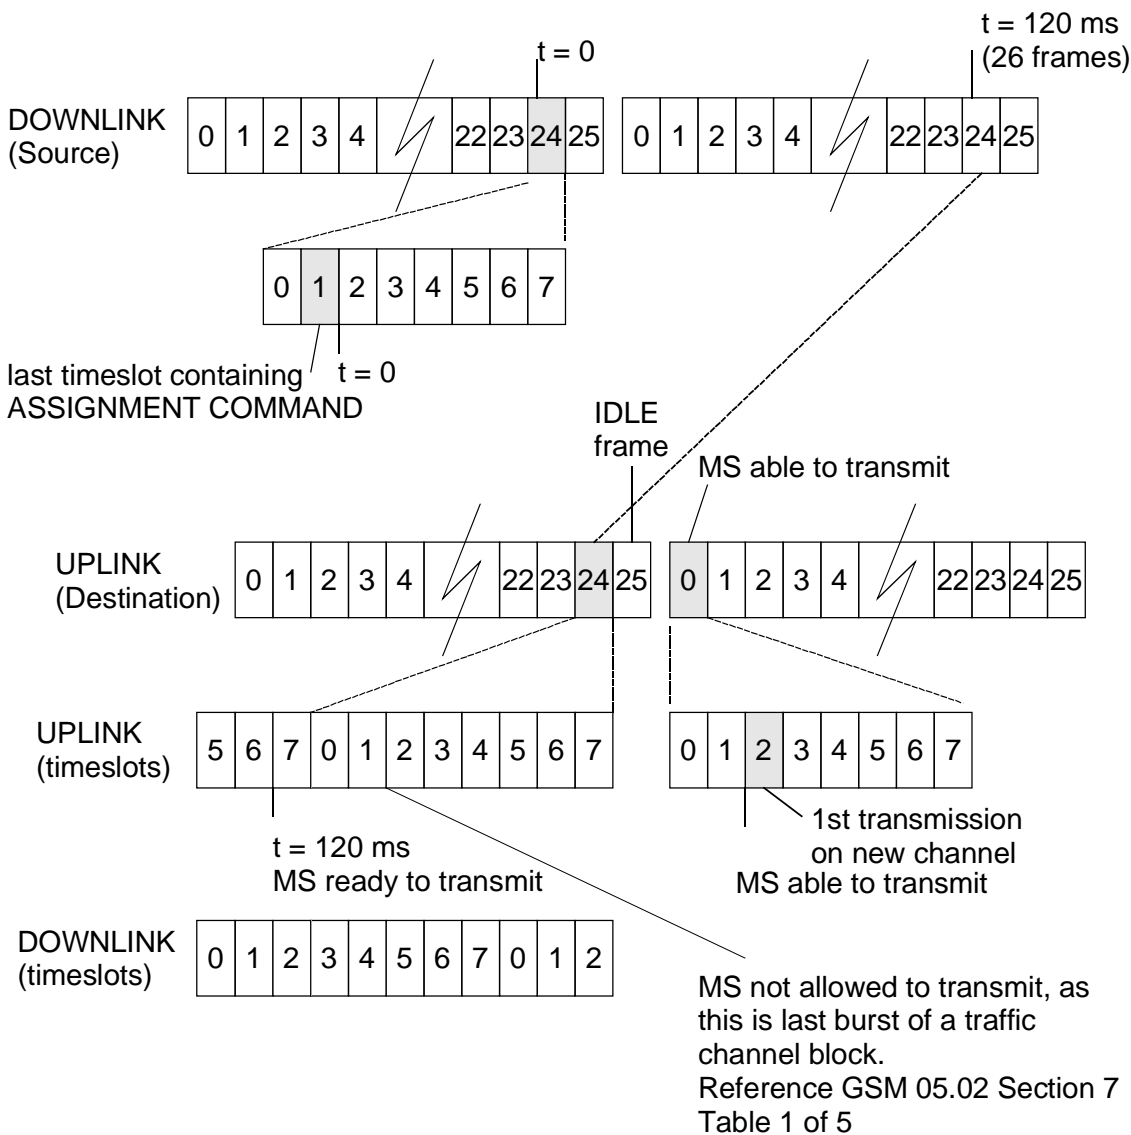 t = 120 ms
(26 frames)
t = 0
DOWNLINK
(Source)
0 1 2 3 4 22 23 24 25
0 1 2 3 4 22 23 24 25
0 1 2 3 4 5 6 7
last timeslot containing
ASSIGNMENT COMMAND
t = 0
IDLE
frame
MS able to transmit
UPLINK
(Destination)
0 1 2 3 4 22 23 24 25
0 1 2 3 4 22 23 24 25
UPLINK
(timeslots)
5 6 7 0 1 2 3 4 5 6 7
0 1 2 3 4 5 6 7
t = 120 ms
MS ready to transmit
1st transmission
on new channel
MS able to transmit
DOWNLINK
(timeslots)
0 1 2 3 4 5 6 7 0 1 2
MS not allowed to transmit, as
this is last burst of a traffic
channel block.
Reference GSM 05.02 Section 7
Table 1 of 5